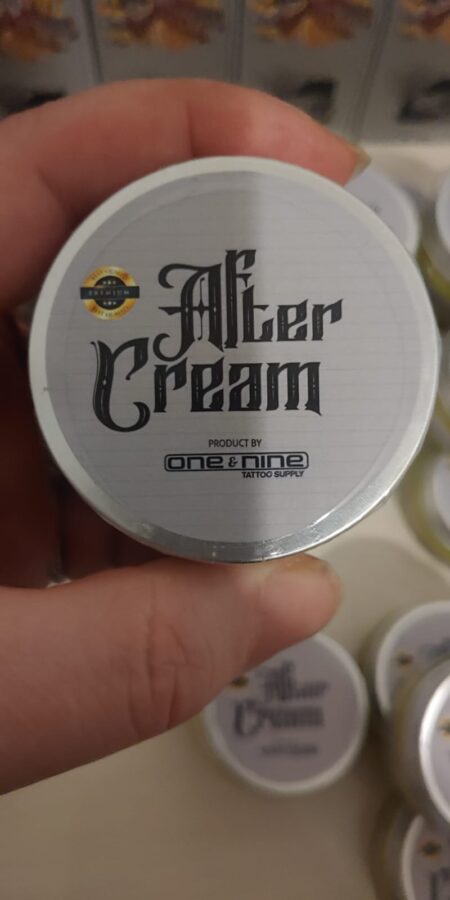 After
Cream
PREMIUM
PRODUCT BY
one & nine
TATTOO SUPPLY
After
Cream